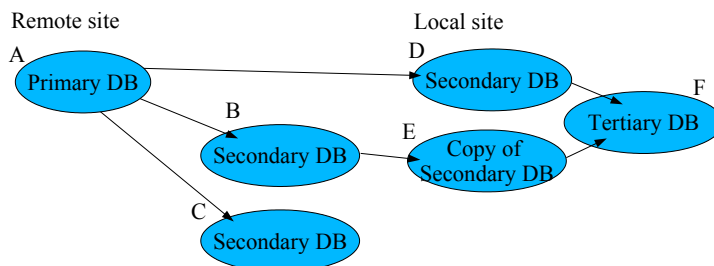 Remote site
Local site
A
Primary DB
D
Secondary DB
F
Tertiary DB
B
Secondary DB
E
Copy of
Secondary DB
C
Secondary DB